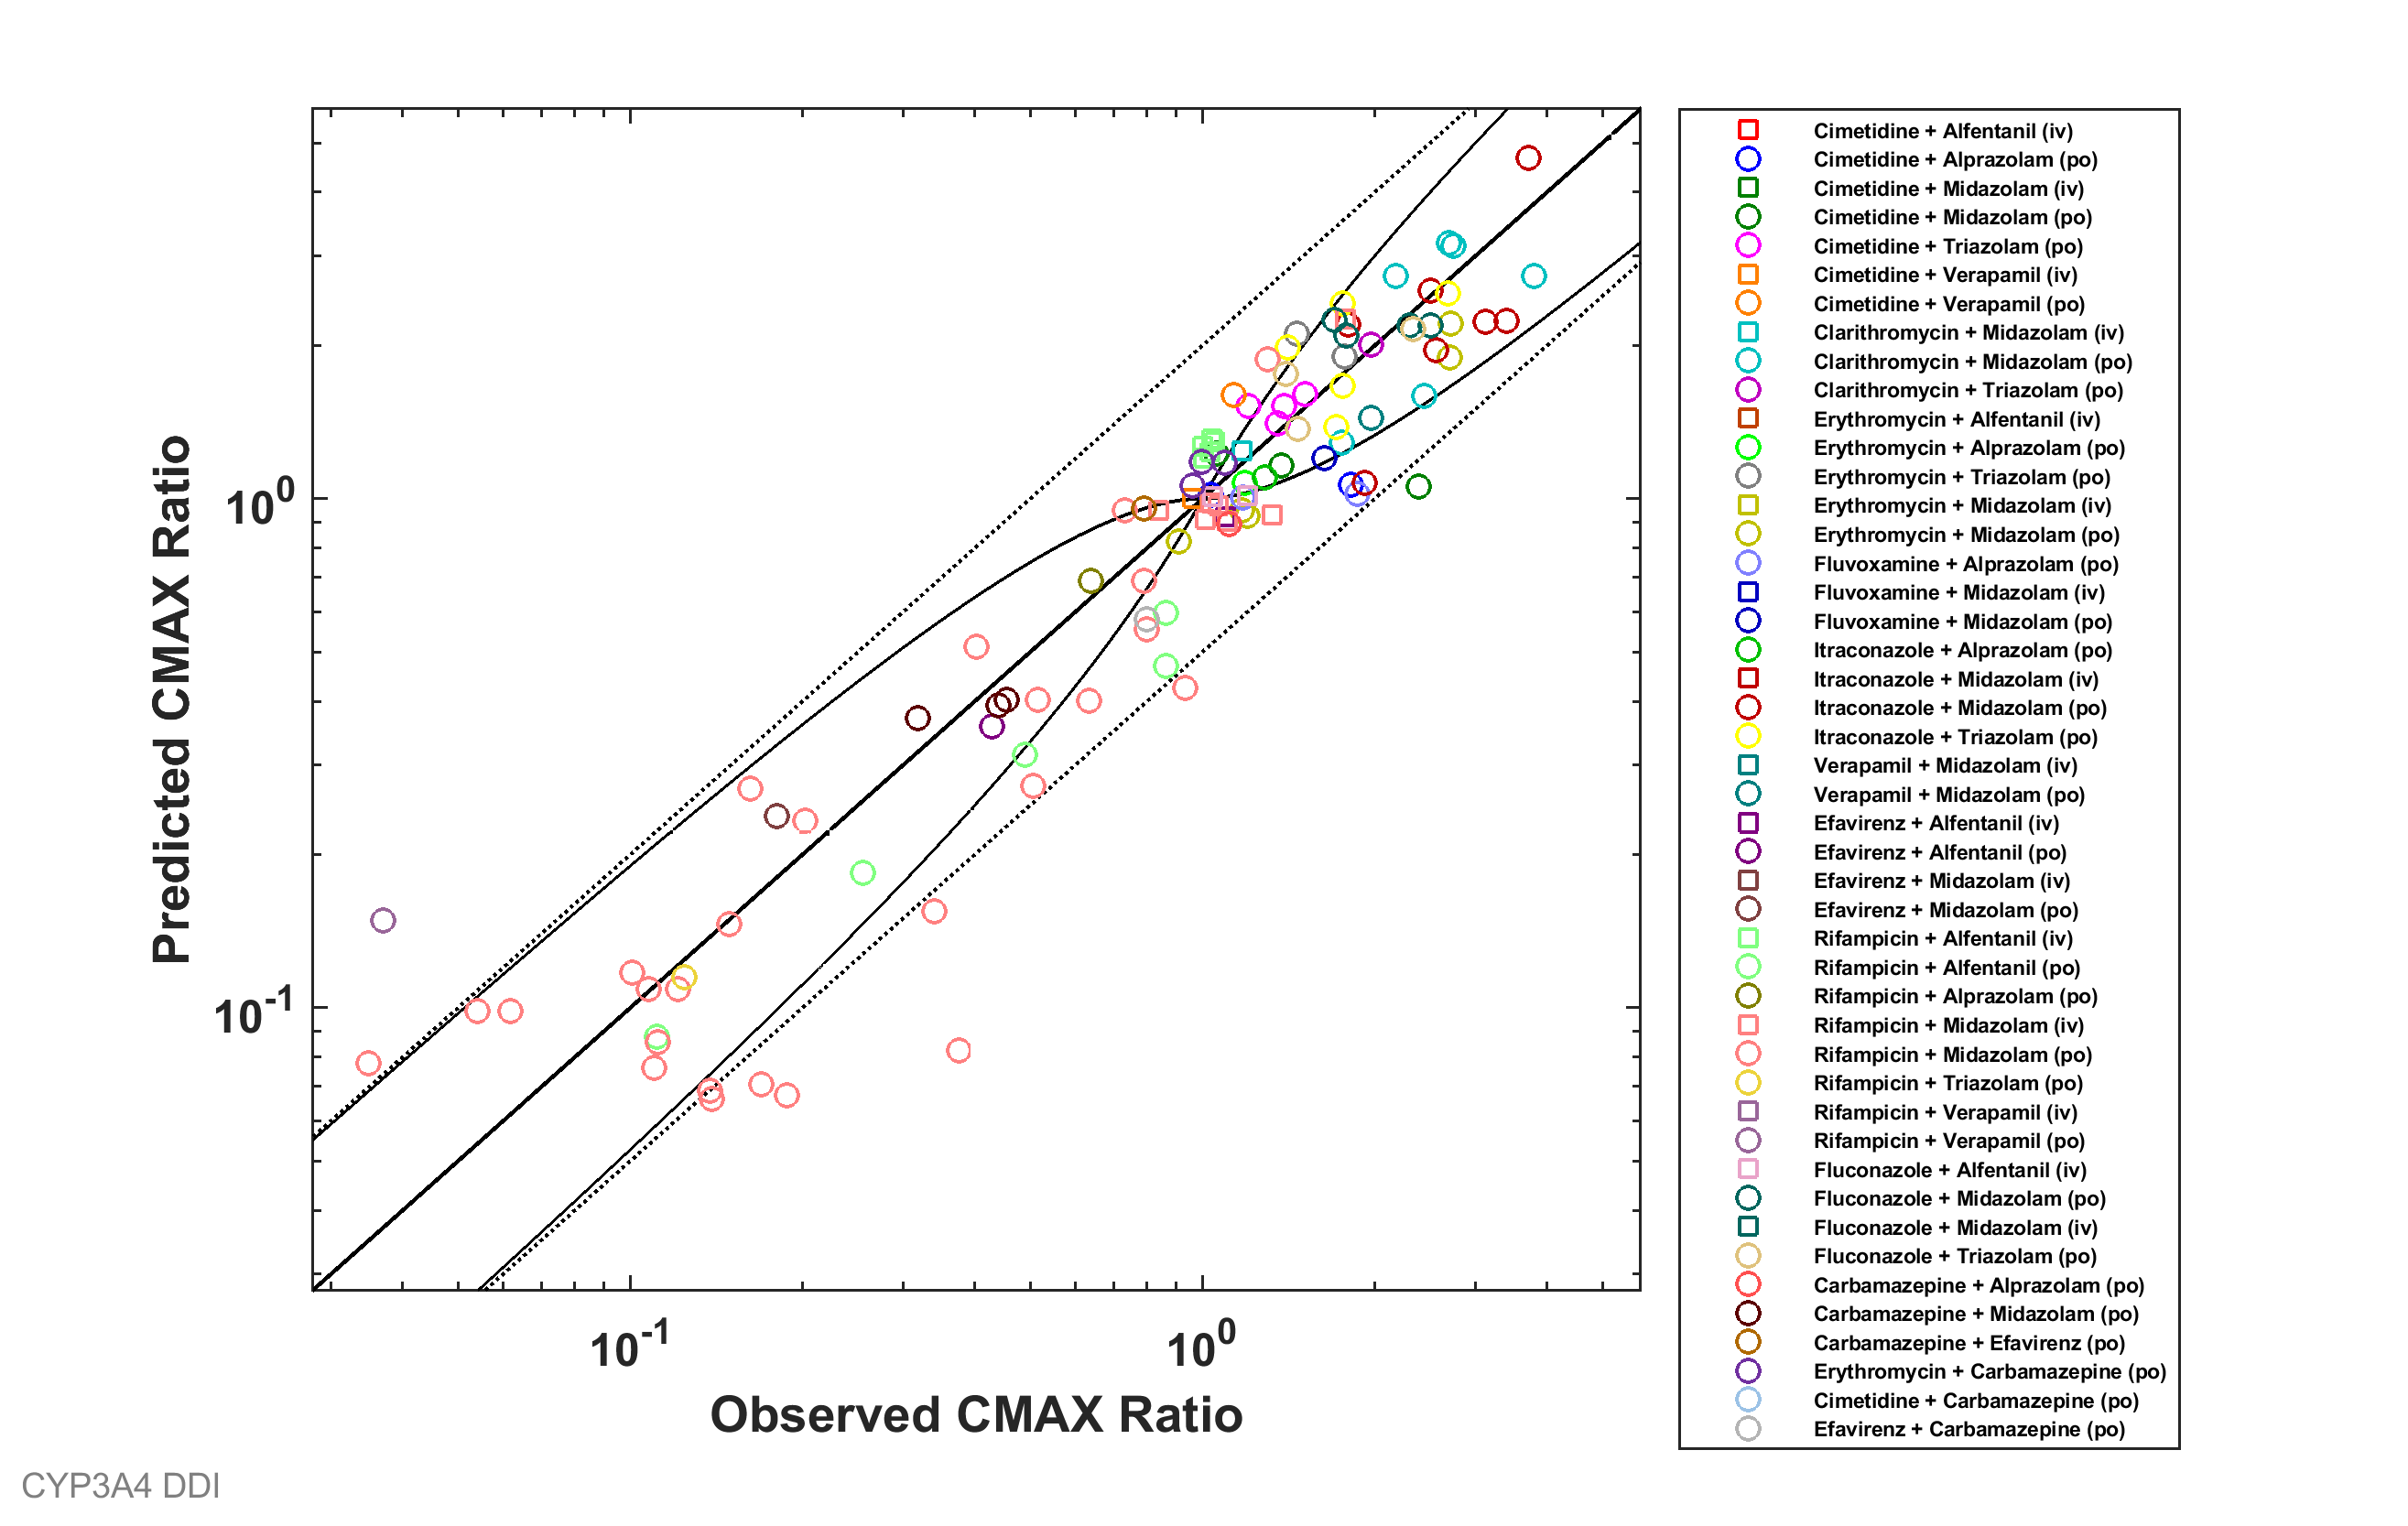 Predicted CMAX Ratio
10^0
10^-1
10^-1
10^0
Observed CMAX Ratio
CYP3A4 DDI
Cimetidine + Alfentanil (iv)
Cimetidine + Alprazolam (po)
Cimetidine + Midazolam (iv)
Cimetidine + Midazolam (po)
Cimetidine + Triazolam (po)
Cimetidine + Verapamil (iv)
Cimetidine + Verapamil (po)
Clarithromycin + Midazolam (iv)
Clarithromycin + Midazolam (po)
Clarithromycin + Triazolam (po)
Erythromycin + Alfentanil (iv)
Erythromycin + Alprazolam (po)
Erythromycin + Triazolam (po)
Erythromycin + Midazolam (iv)
Erythromycin + Midazolam (po)
Fluvoxamine + Alprazolam (po)
Fluvoxamine + Midazolam (iv)
Fluvoxamine + Midazolam (po)
Itraconazole + Alprazolam (po)
Itraconazole + Midazolam (iv)
Itraconazole + Midazolam (po)
Itraconazole + Triazolam (po)
Verapamil + Midazolam (iv)
Verapamil + Midazolam (po)
Efavirenz + Alfentanil (iv)
Efavirenz + Alfentanil (po)
Efavirenz + Midazolam (iv)
Efavirenz + Midazolam (po)
Rifampicin + Alfentanil (iv)
Rifampicin + Alfentanil (po)
Rifampicin + Alprazolam (po)
Rifampicin + Midazolam (iv)
Rifampicin + Midazolam (po)
Rifampicin + Triazolam (po)
Rifampicin + Verapamil (iv)
Rifampicin + Verapamil (po)
Fluconazole + Alfentanil (iv)
Fluconazole + Midazolam (po)
Fluconazole + Midazolam (iv)
Fluconazole + Triazolam (po)
Carbamazepine + Alprazolam (po)
Carbamazepine + Midazolam (po)
Carbamazepine + Efavirenz (po)
Erythromycin + Carbamazepine (po)
Cimetidine + Carbamazepine (po)
Efavirenz + Carbamazepine (po)